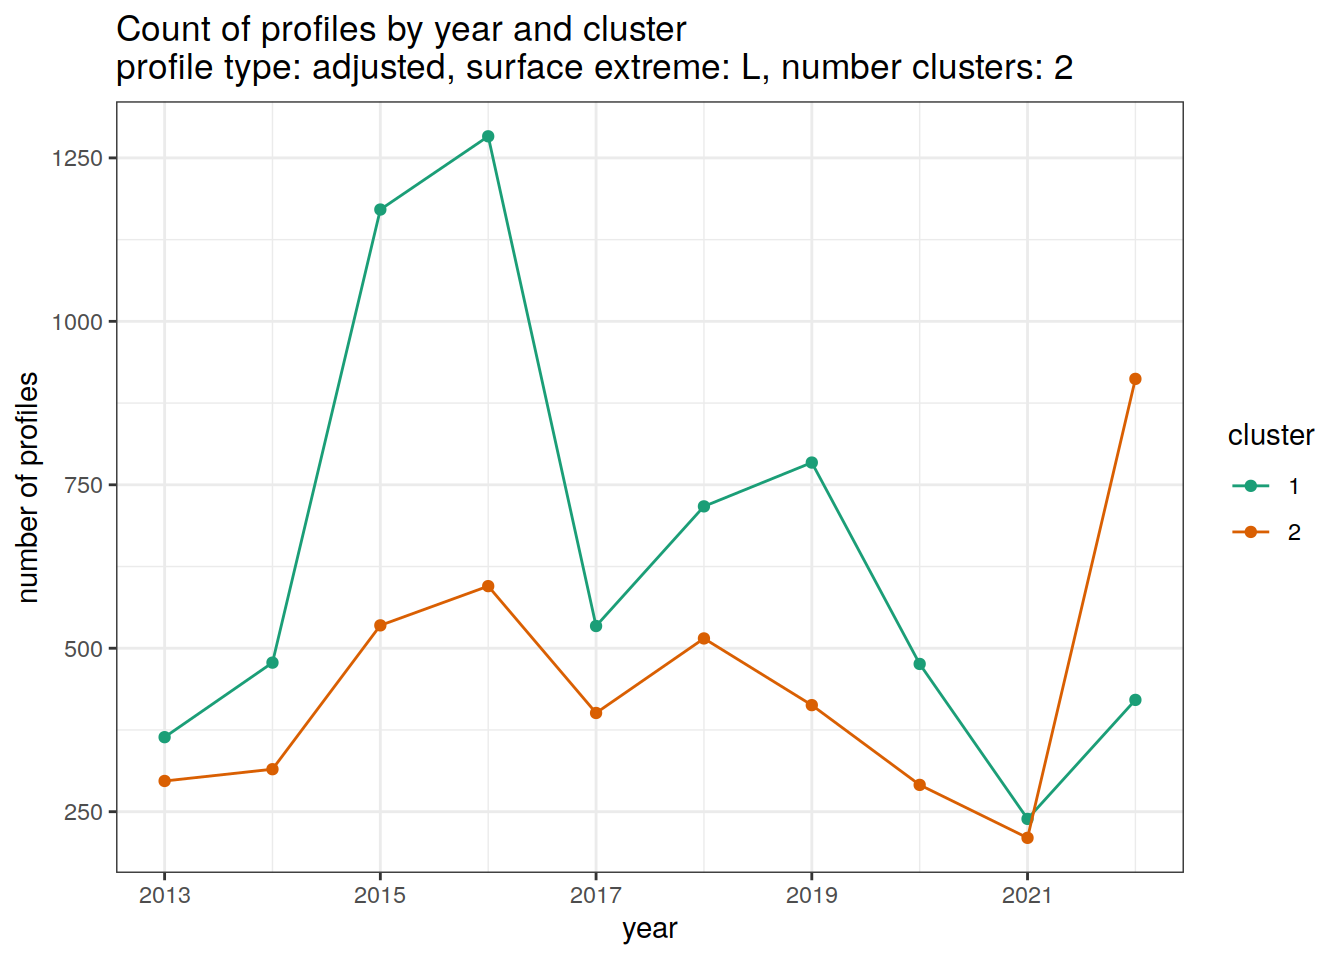 Count of profiles by year and cluster
profile type: adjusted, surface extreme: L, number clusters: 2
number of profiles
1250
1000
750
500
250
2013 2015 2017 2019 2021
year
cluster
1
2